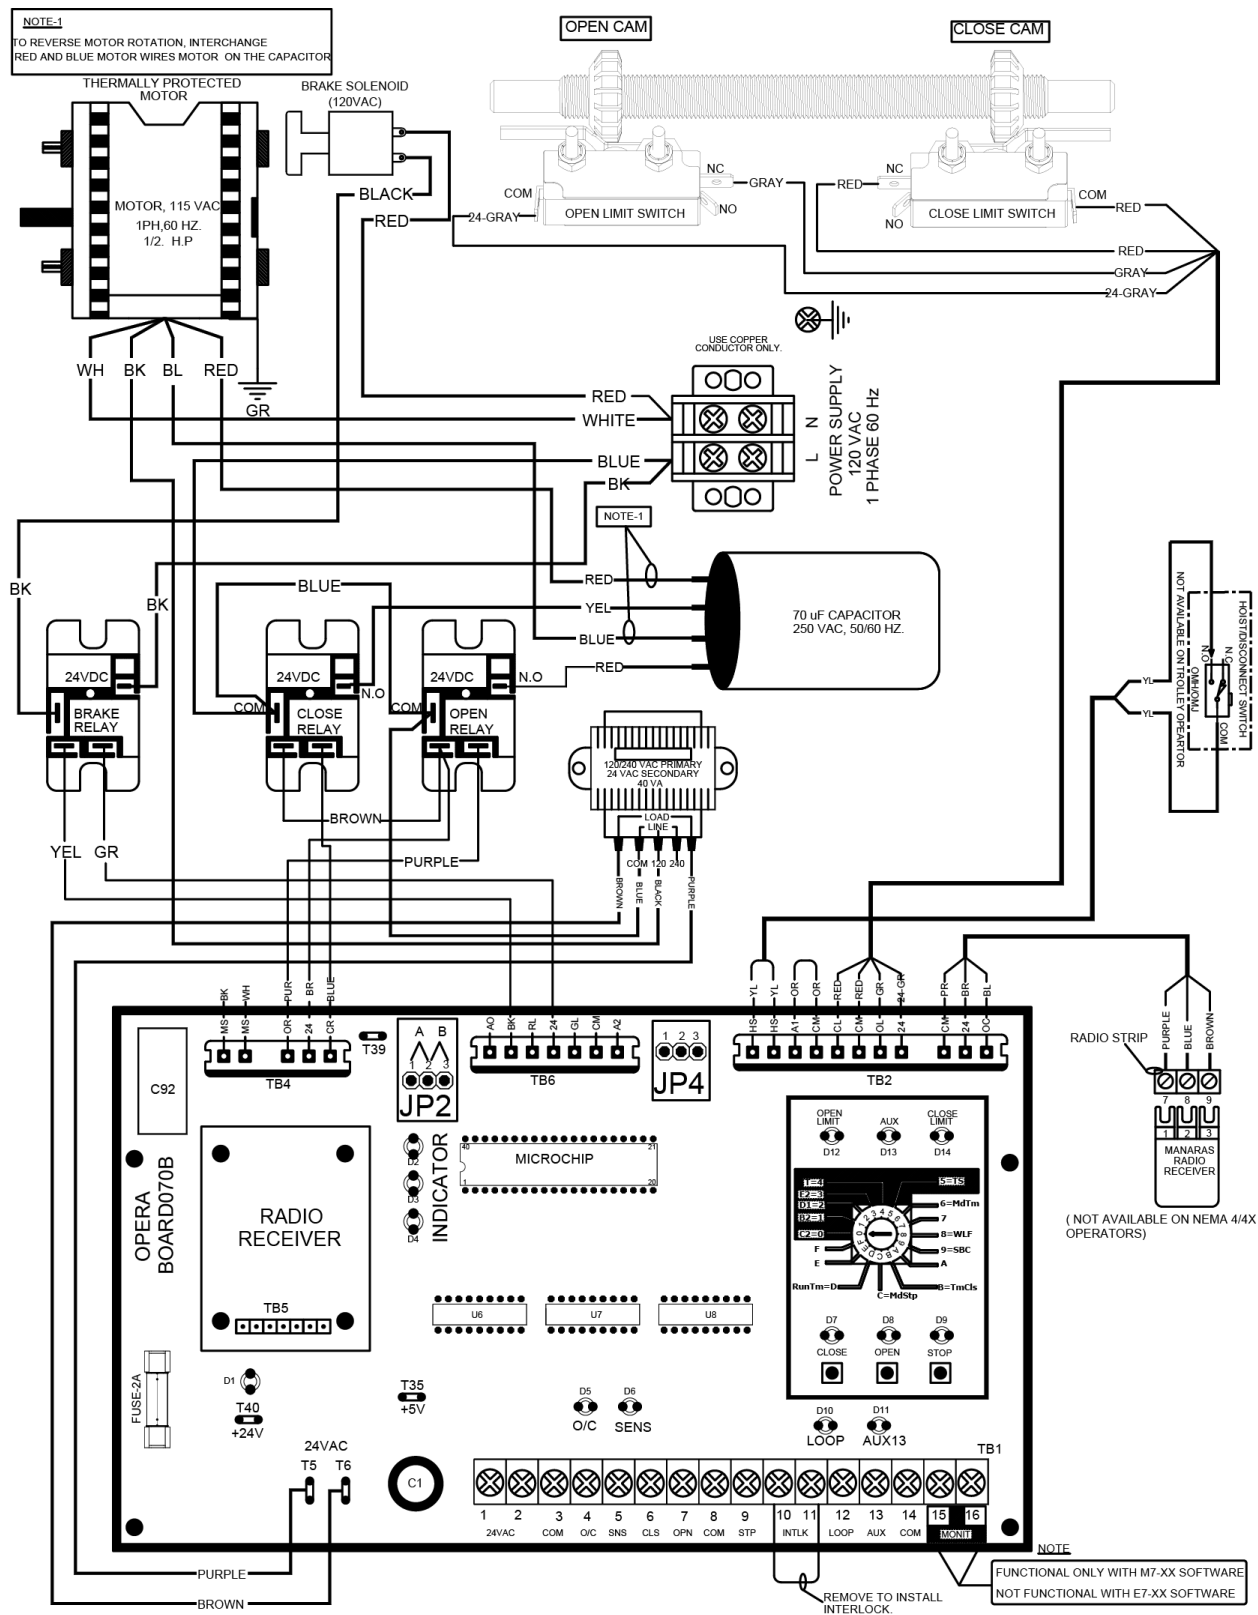 NOTE-1
TO REVERSE MOTOR ROTATION, INTERCHANGE
RED AND BLUE MOTOR WIRES MOTOR ON THE CAPACITOR
OPEN CAM
CLOSE CAM
THERMALLY PROTECTED
MOTOR
BRAKE SOLENOID
(120VAC)
MOTOR, 115 VAC
1PH,60 HZ.
1/2. H.P
BLACK
RED
24-GRAY
COM
OPEN LIMIT SWITCH
NC
NO
GRAY
RED
NC
NO
CLOSE LIMIT SWITCH
COM
RED
RED
GRAY
24-GRAY
USE COPPER
CONDUCTOR ONLY.
WH
BK
BL
RED
GR
RED
WHITE
BLUE
BK
L N
POWER SUPPLY
120 VAC
1 PHASE 60 Hz
NOTE-1
RED
YEL
BLUE
RED
70 uF CAPACITOR
250 VAC, 50/60 HZ.
BK
BK
BLUE
24VDC
BRAKE
RELAY
24VDC
N.O
COM
CLOSE
RELAY
24VDC
N.O
COM
OPEN
RELAY
NOT AVAILABLE ON TROLLEY OPEARTOR
HOIST/DISCONNECT SWITCH
OMH/OMJ
N.O
N.C
COM
YL
YL
120/240 VAC PRIMARY
24 VAC SECONDARY
40 VA
LOAD
LINE
COM 120 240
BROWN
BLUE
BLACK
PURPLE
BROWN
PURPLE
YEL
GR
BK
WH
PUR
BR
BLUE
MS
MS
OR
24
CR
TB4
T39
A B
1 2 3
JP2
AO
BK
RL
24
GL
CM
A2
TB6
1 2 3
JP4
YL
YL
OR
OR
RED
RED
GR
24-GR
PR
BR
BL
HS
HS
A1
CM
CL
CM
OL
24
CM
24
OC
TB2
RADIO STRIP
PURPLE
BLUE
BROWN
7 8 9
1 2 3
MANARAS
RADIO
RECEIVER
( NOT AVAILABLE ON NEMA 4/4X
OPERATORS)
C92
OPERA
BOARD070B
RADIO
RECEIVER
TB5
D2
D3
D4
INDICATOR
40
21
MICROCHIP
1
20
U6
U7
U8
OPEN
LIMIT
D12
AUX
D13
CLOSE
LIMIT
D14
T=4
E2=3
D1=2
B2=1
C2=0
F
E
RunTm=D
C=MdStp
B=TmCls
A
9=SBC
8=WLF
7
6=MdTm
5=TS
0 1 2 3 4 5 6 7 8 9 A B C D E F
D7
CLOSE
D8
OPEN
D9
STOP
D10
LOOP
D11
AUX13
FUSE-2A
D1
T40
+24V
T35
+5V
24VAC
T5
T6
C1
D5
O/C
D6
SENS
TB1
1 2 3 4 5 6 7 8 9 10 11 12 13 14 15 16
24VAC COM O/C SNS CLS OPN COM STP INTLK LOOP AUX COM MONIT
PURPLE
BROWN
REMOVE TO INSTALL
INTERLOCK.
NOTE
FUNCTIONAL ONLY WITH M7-XX SOFTWARE
NOT FUNCTIONAL WITH E7-XX SOFTWARE